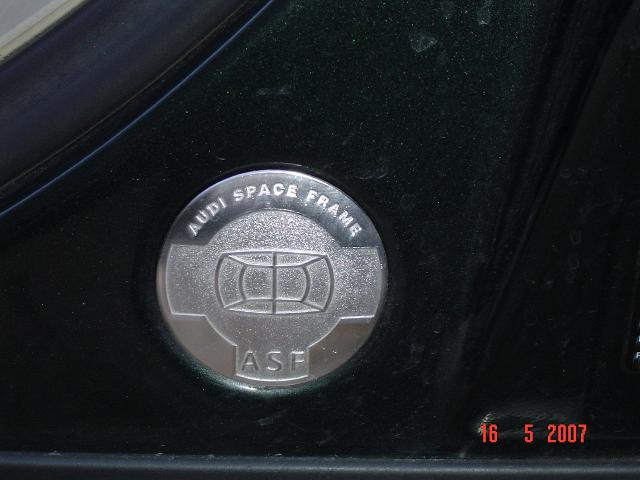 AUDI SPACE FRAME
ASF
16 5 2007